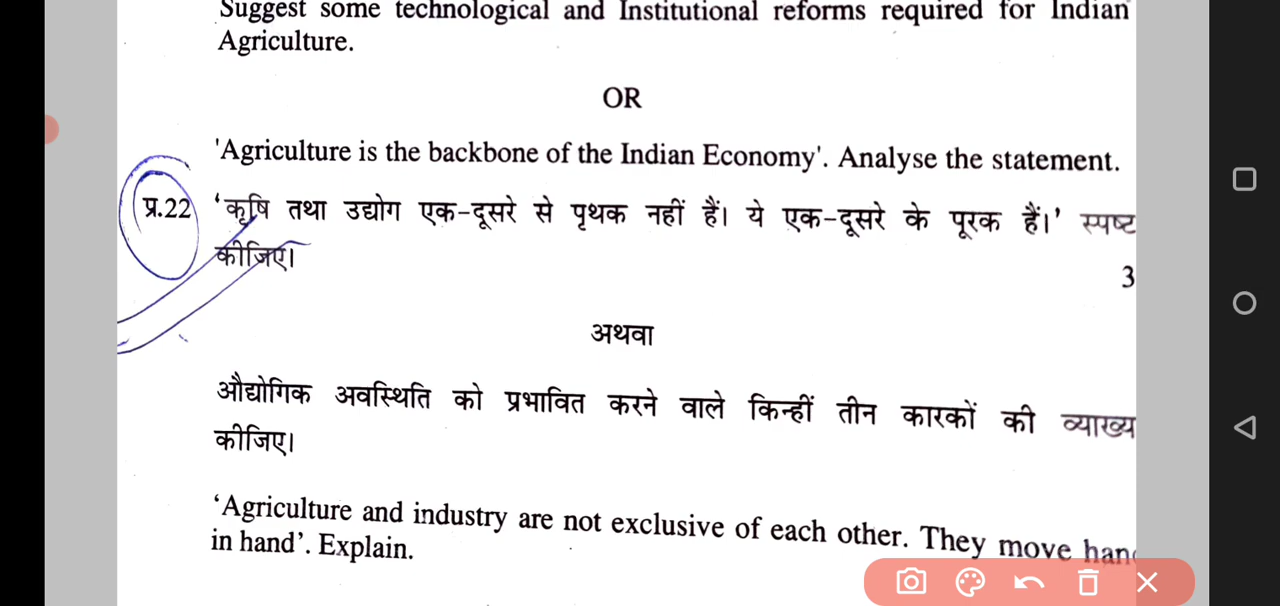 Suggest some technological and Institutional reforms required for Indian
Agriculture.
OR
'Agriculture is the backbone of the Indian Economy'. Analyse the statement.
प्र.22 ‘कृषि तथा उद्योग एक-दूसरे से पृथक नहीं हैं। ये एक-दूसरे के पूरक हैं।’ स्पष्ट
कीजिए।
3
अथवा
औद्योगिक अवस्थिति को प्रभावित करने वाले किन्हीं तीन कारकों की व्याख्य
कीजिए।
‘Agriculture and industry are not exclusive of each other. They move han
in hand’. Explain.